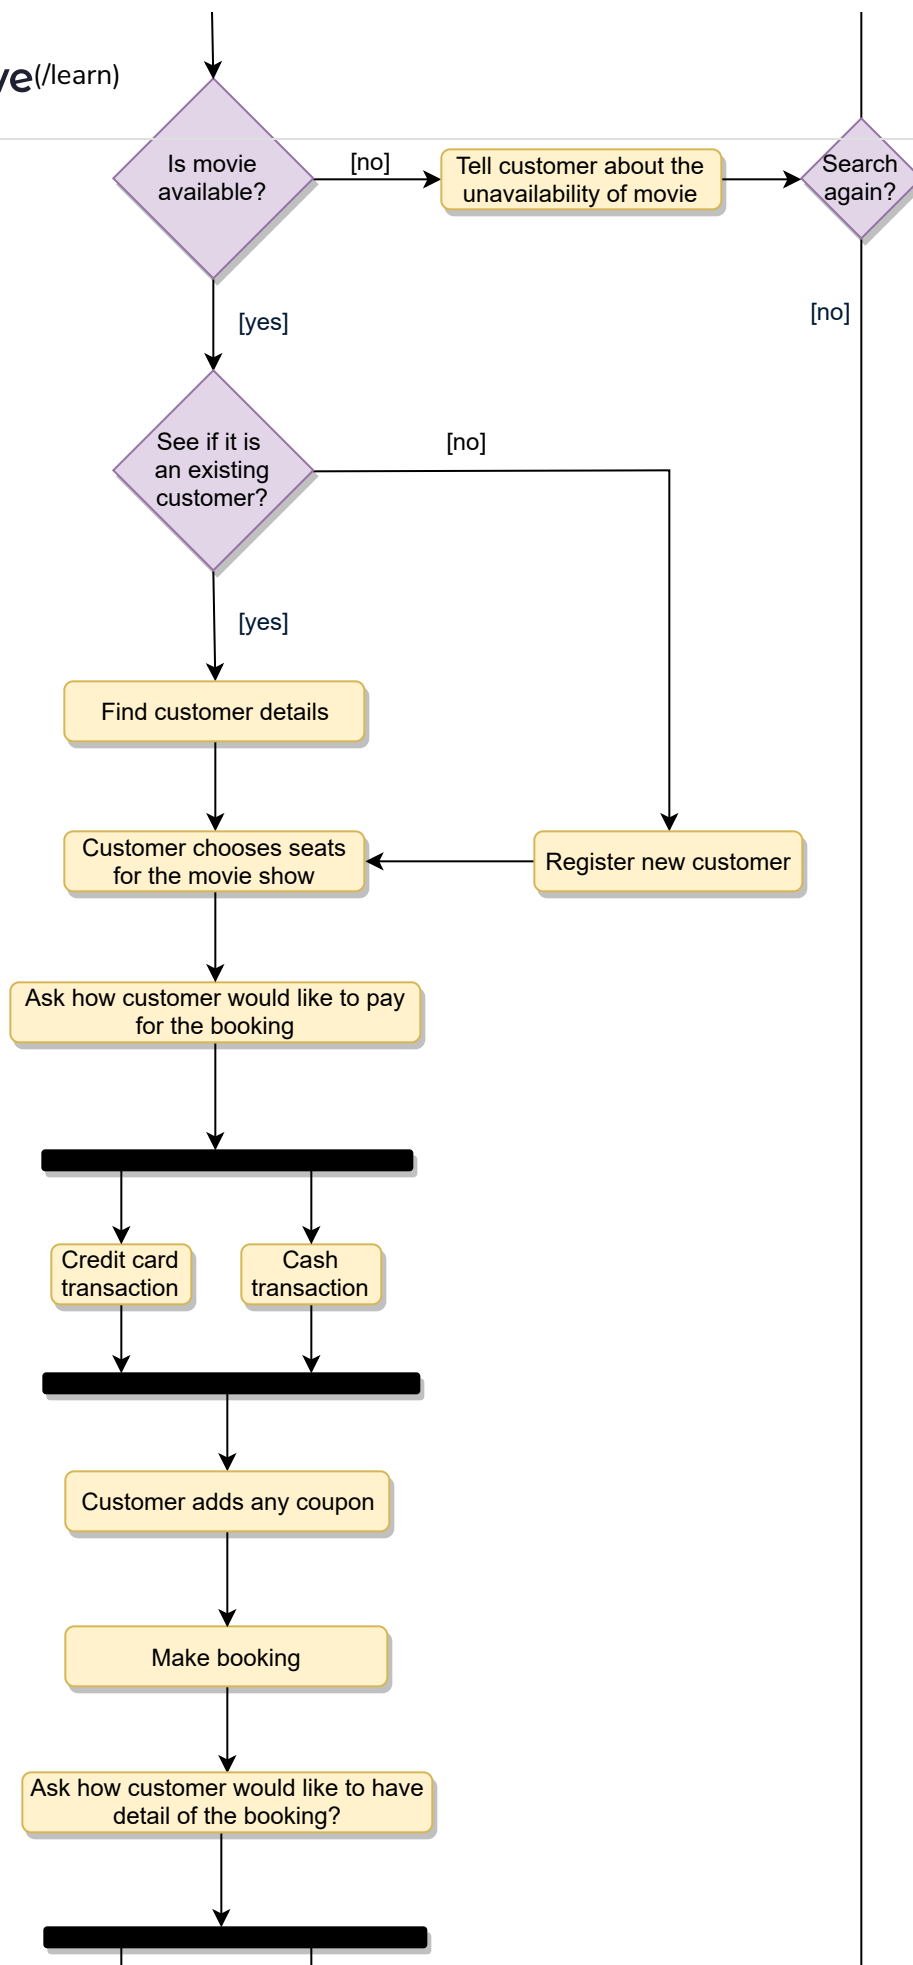 ve(/learn)
Is movie
available?
[no]
Tell customer about the
unavailability of movie
Search
again?
[yes]
[no]
See if it is
an existing
customer?
[no]
[yes]
Find customer details
Customer chooses seats
for the movie show
Register new customer
Ask how customer would like to pay
for the booking
Credit card
transaction
Cash
transaction
Customer adds any coupon
Make booking
Ask how customer would like to have
detail of the booking?